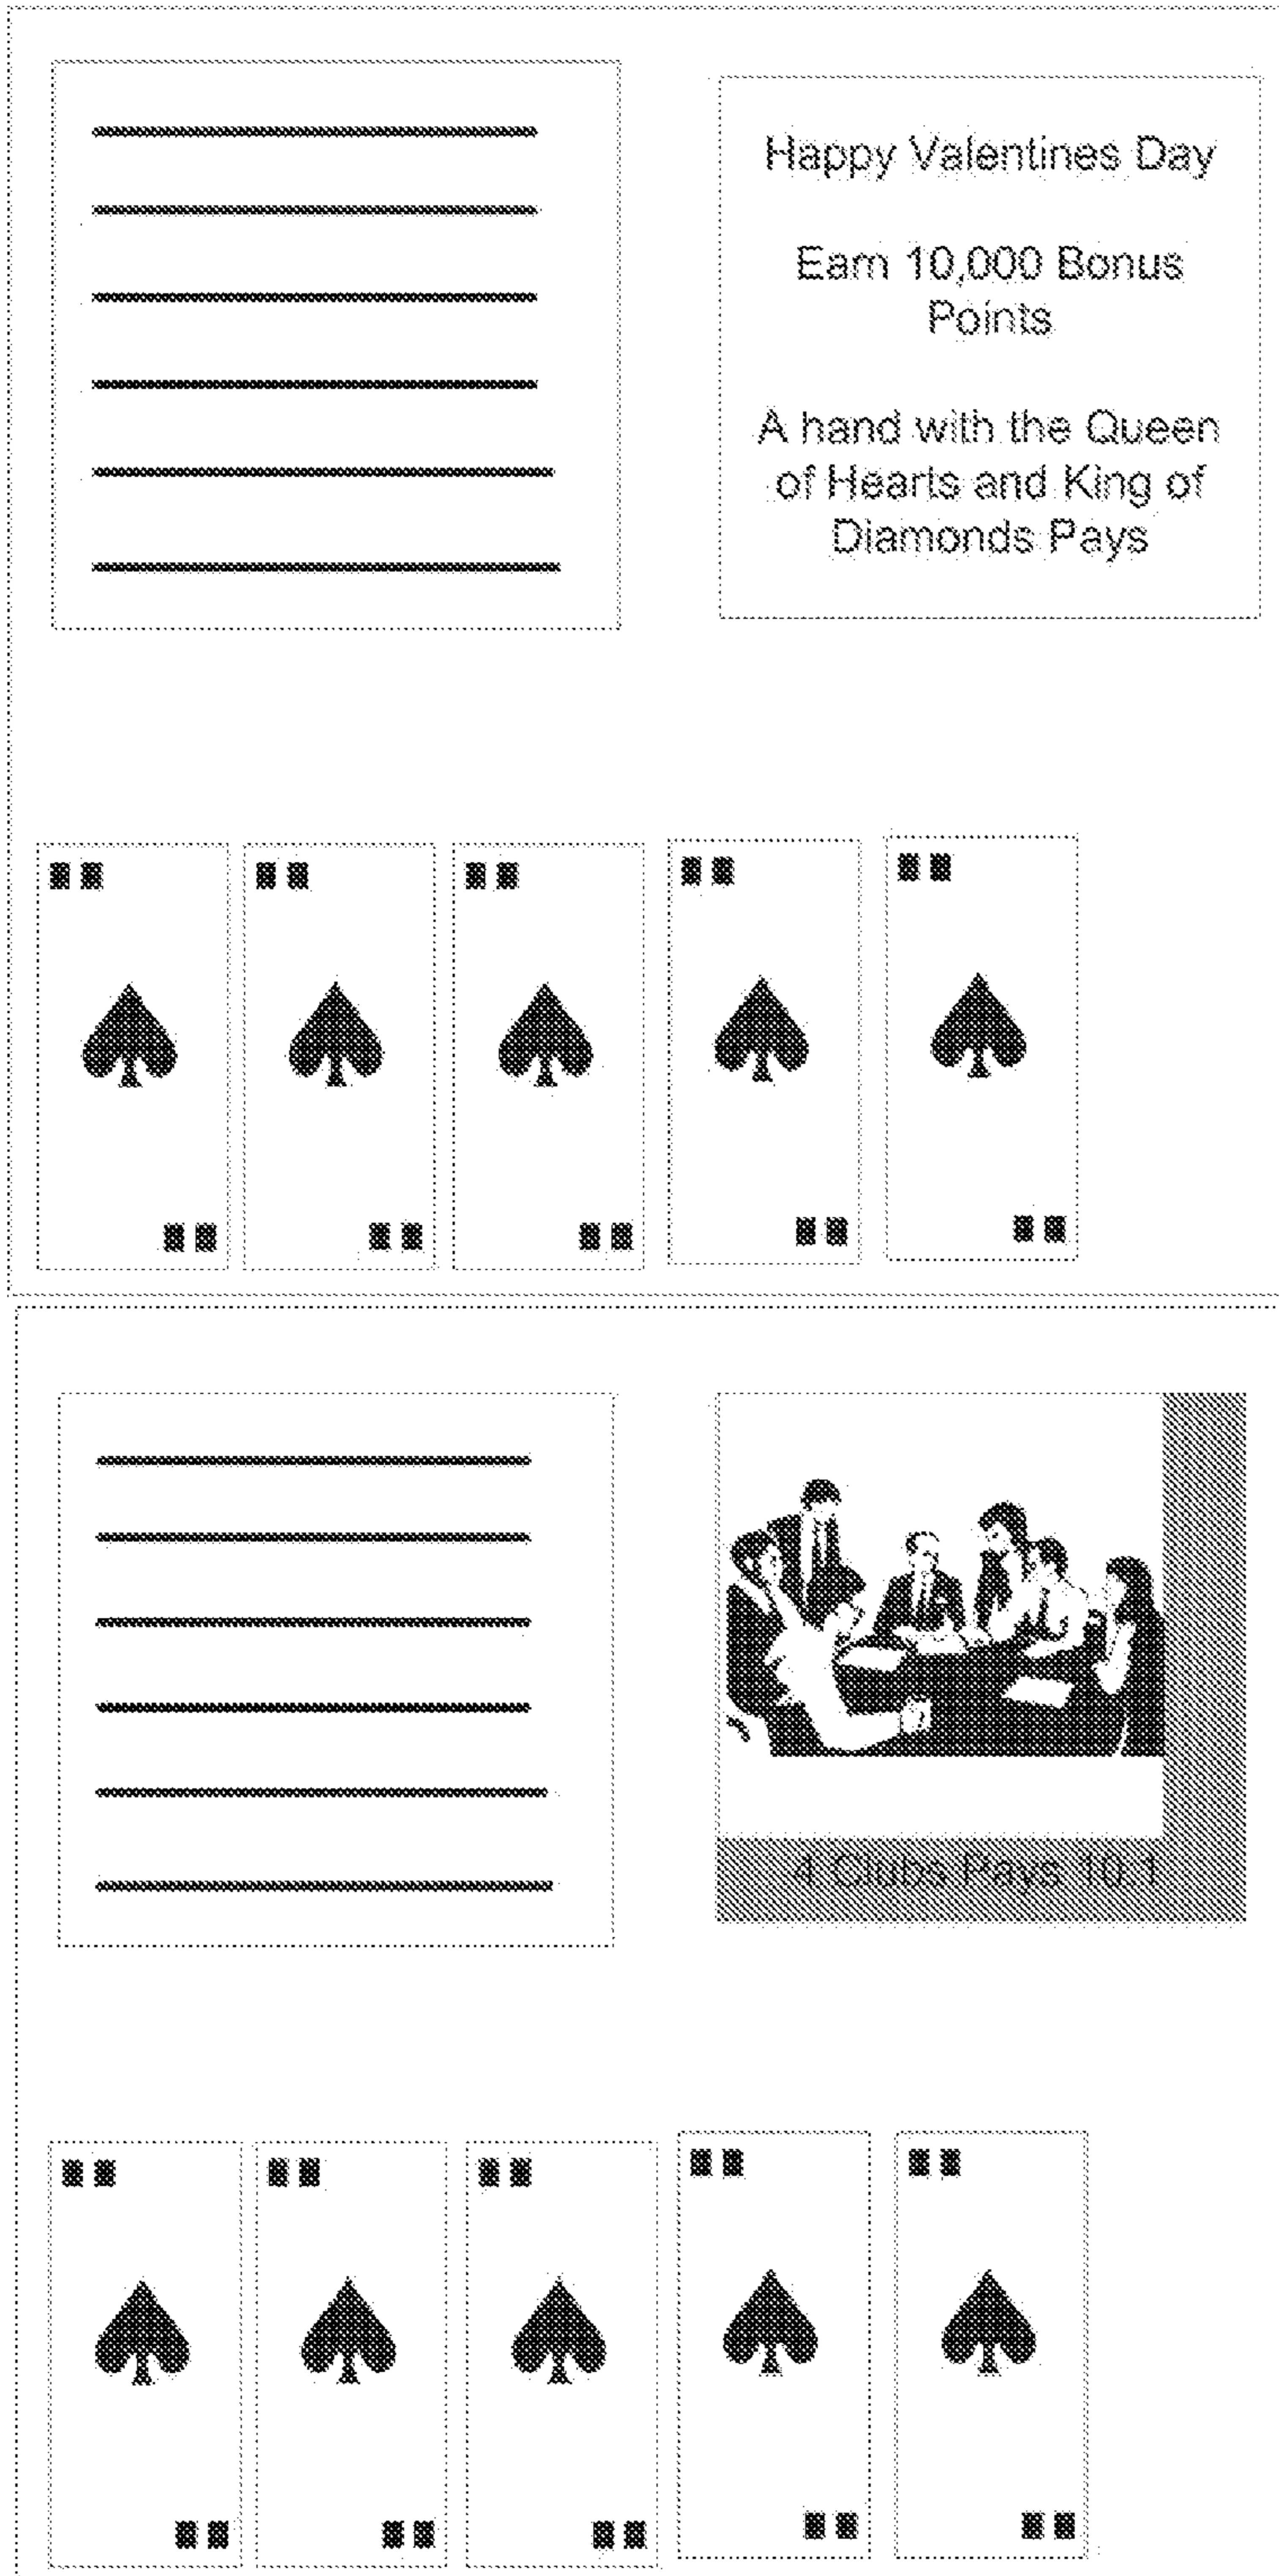 Happy Valentines Day
Earn 10,000 Bonus
Points
A hand with the Queen
of Hearts and King of
Diamonds Pays
4 Clubs Pays 10:1